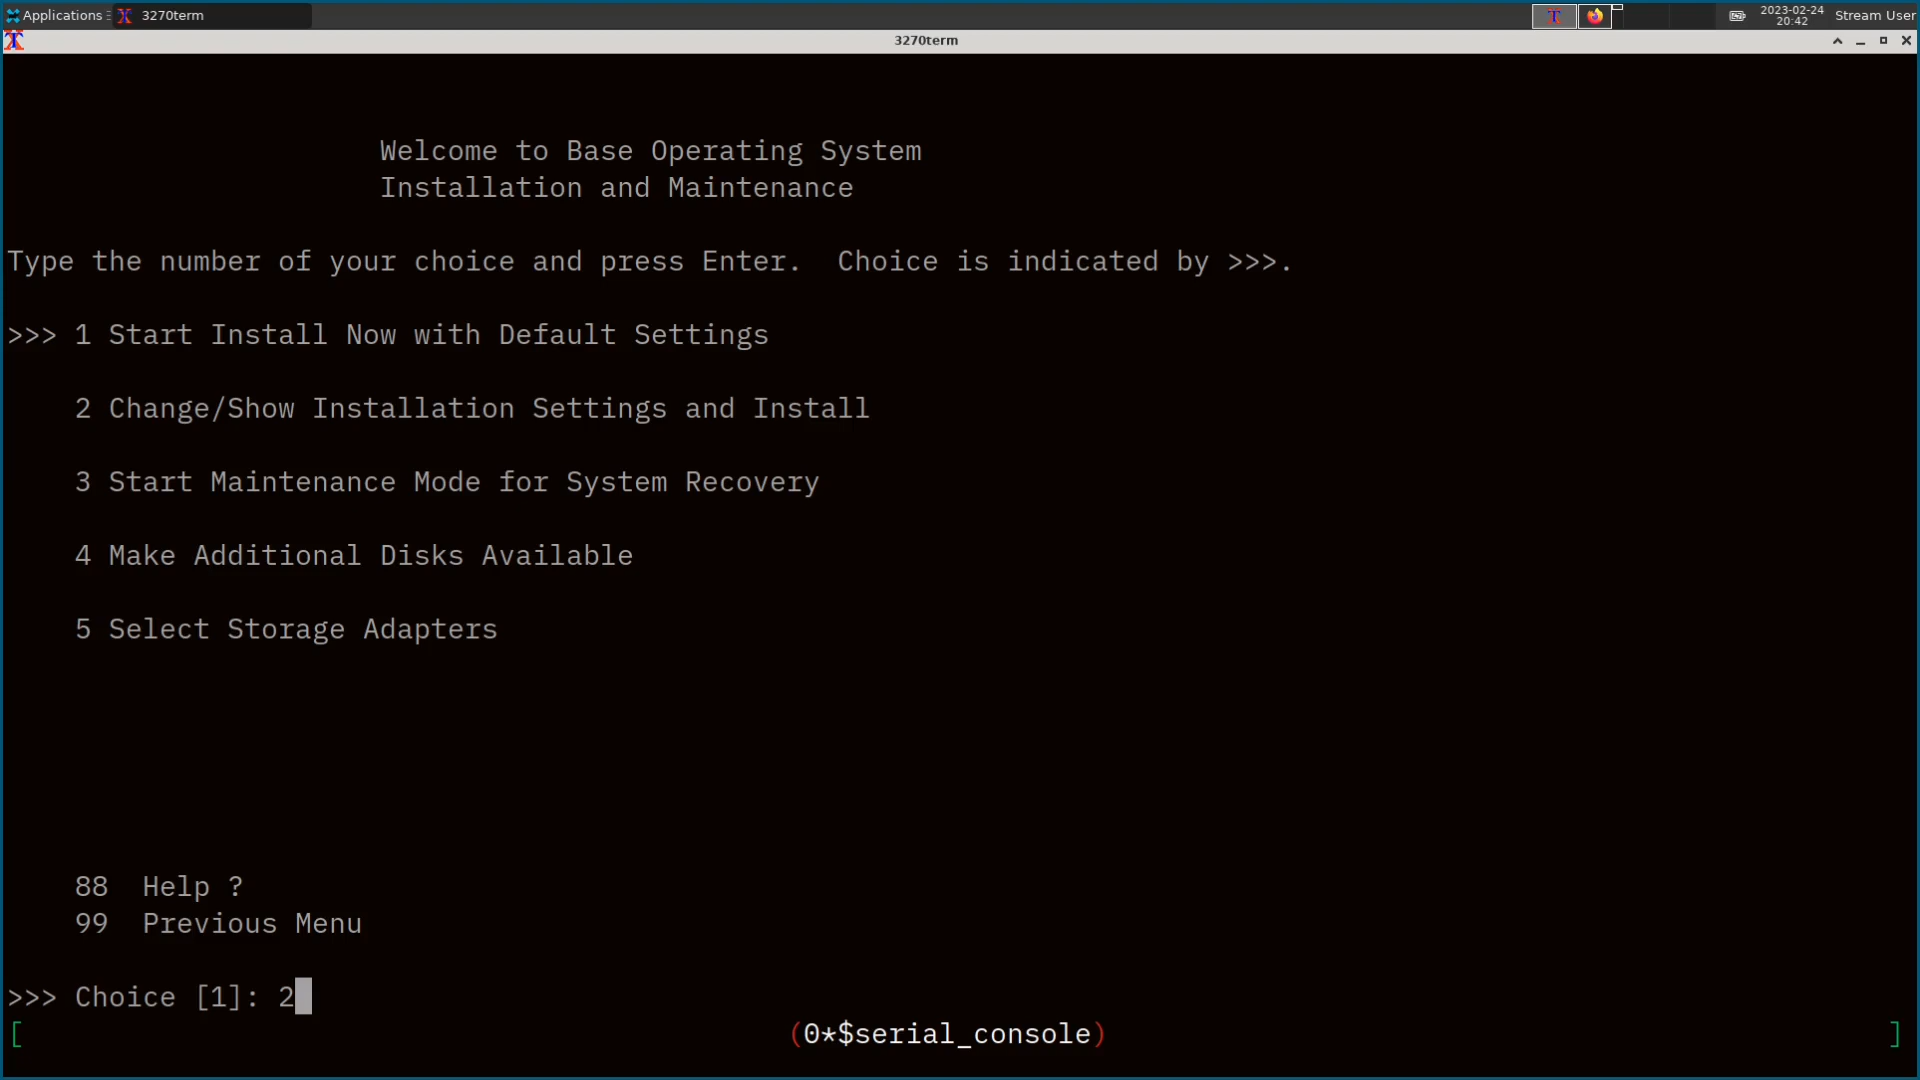 Applications
3270term
2023-02-24
20:42
Stream User
3270term
Welcome to Base Operating System
Installation and Maintenance
Type the number of your choice and press Enter.  Choice is indicated by >>>.
>>> 1 Start Install Now with Default Settings
2 Change/Show Installation Settings and Install
3 Start Maintenance Mode for System Recovery
4 Make Additional Disks Available
5 Select Storage Adapters
88  Help ?
99  Previous Menu
>>> Choice [1]: 2
[ (0*$serial_console) ]